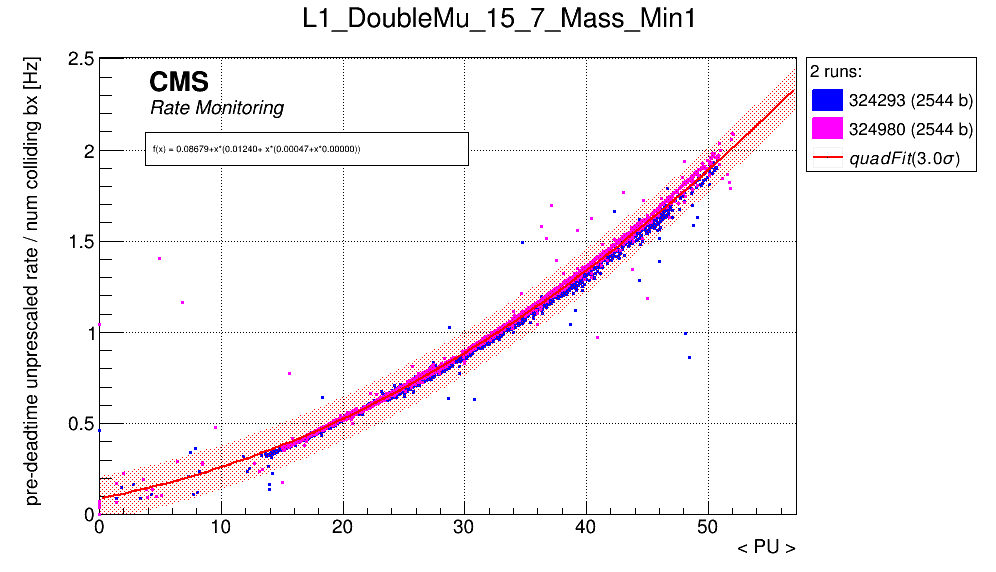 L1_DoubleMu_15_7_Mass_Min1
pre-deadtime unprescaled rate / num colliding bx [Hz]
2.5
2
1.5
1
0.5
0
CMS
Rate Monitoring
f(x) = 0.08679+x*(0.01240+ x*(0.00047+x*0.00000))
0 10 20 30 40 50
< PU >
2 runs:
324293 (2544 b)
324980 (2544 b)
quadFit(3.0σ)